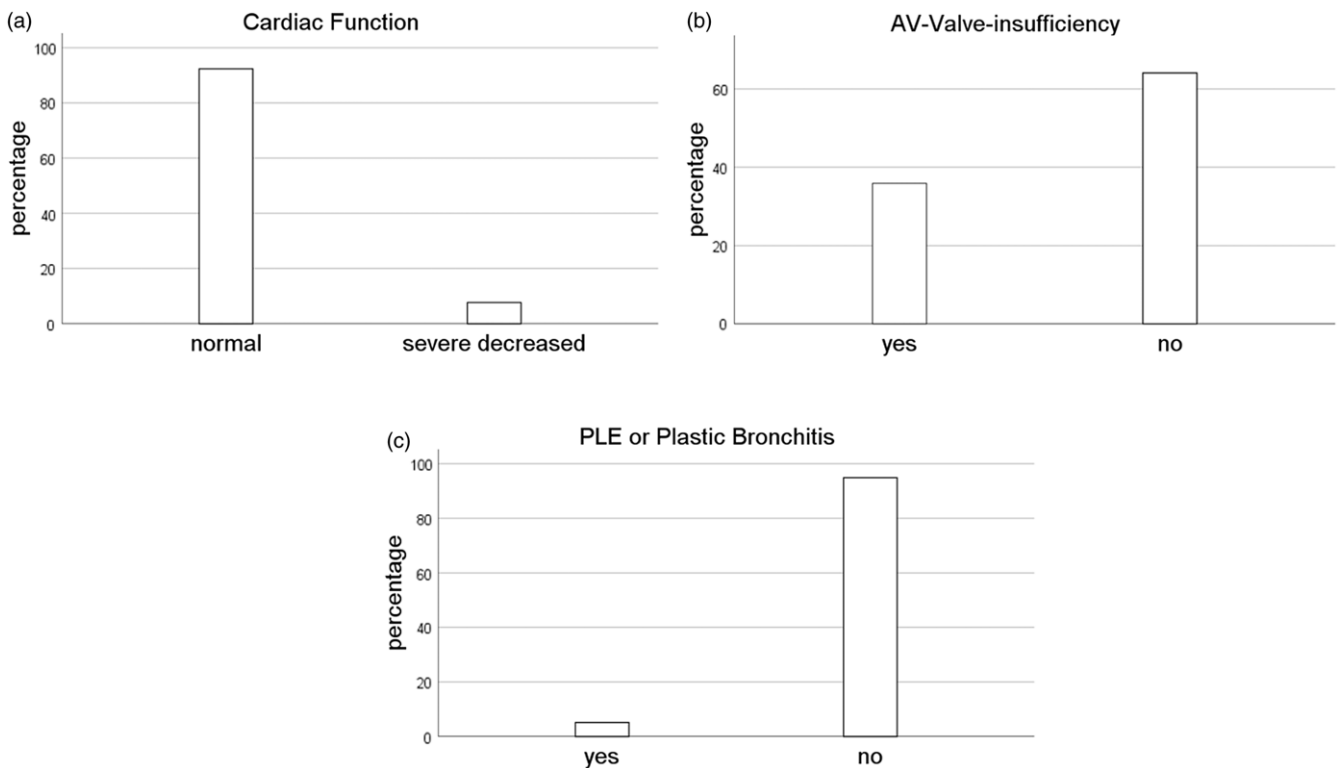 (a)
Cardiac Function
100
80
60
40
20
0
percentage
normal
severe decreased
(b)
AV-Valve-insufficiency
60
40
20
0
percentage
yes
no
(c)
PLE or Plastic Bronchitis
100
80
60
40
20
0
percentage
yes
no